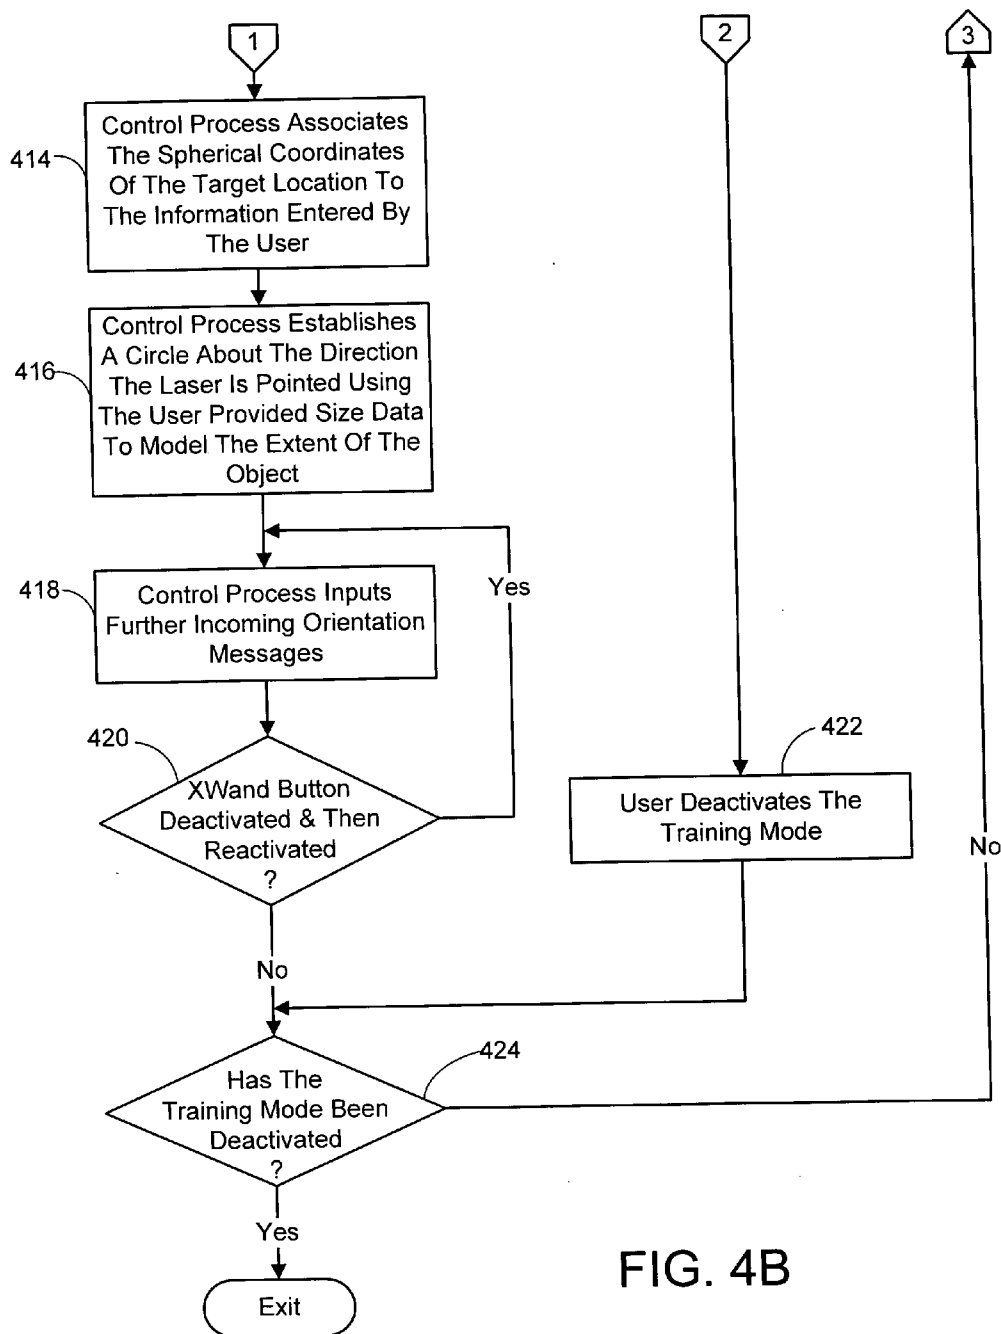 1
2
3
414
Control Process Associates
The Spherical Coordinates
Of The Target Location To
The Information Entered By
The User
416
Control Process Establishes
A Circle About The Direction
The Laser Is Pointed Using
The User Provided Size Data
To Model The Extent Of The
Object
418
Control Process Inputs
Further Incoming Orientation
Messages
Yes
420
XWand Button
Deactivated & Then
Reactivated
?
422
User Deactivates The
Training Mode
No
No
424
Has The
Training Mode Been
Deactivated
?
Yes
Exit
FIG. 4B